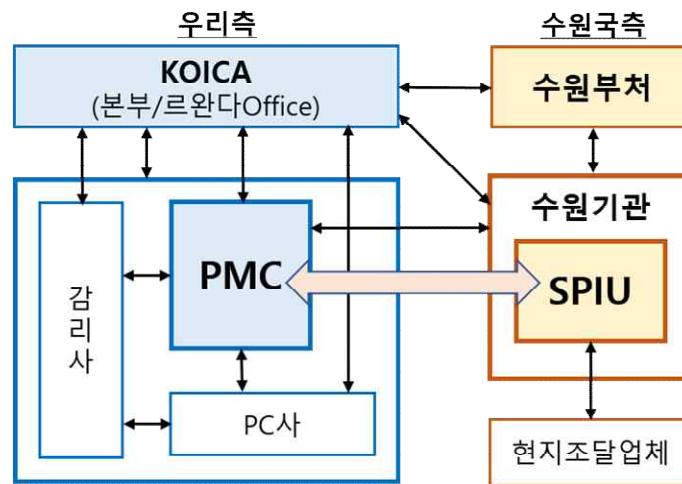 우리측
수원국측
KOICA
(본부/르완다Office)
수원부처
수원기관
감리사
PMC
SPIU
PC사
현지조달업체